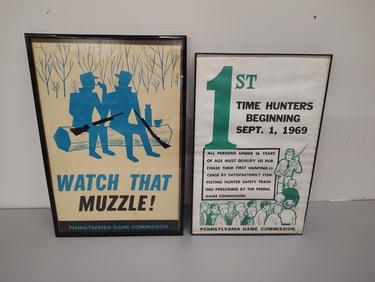 WATCH THAT
MUZZLE!
PENNSYLVANIA GAME COMMISSION
1ST
TIME HUNTERS
BEGINNING
SEPT. 1, 1969
ALL PERSONS UNDER 16 YEARS
OF AGE MUST QUALIFY TO PUR
CHASE THEIR FIRST HUNTING LI
CENSE BY SATISFACTORILY COM
PLETING HUNTER SAFETY TRAIN
ING PRESCRIBED BY THE PENNA.
GAME COMMISSION.
PENNSYLVANIA GAME COMMISSION